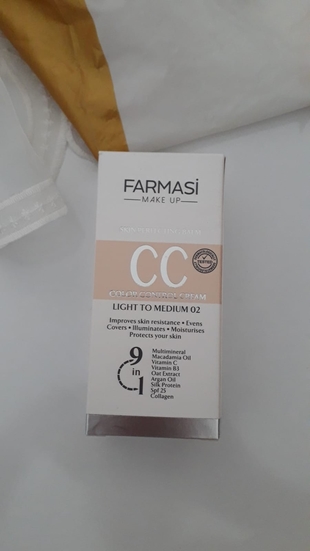 FARMASİ
MAKE UP
CC
COLOR CONTROL CREAM
TESTED
LIGHT TO MEDIUM 02
Improves skin resistance • Evens
Covers • Illuminates • Moisturises
Protects your skin
9
in
1
Multimineral
Macadamia Oil
Vitamin C
Vitamin B3
Oat Extract
Argan Oil
Silk Protein
Spf 25
Collagen